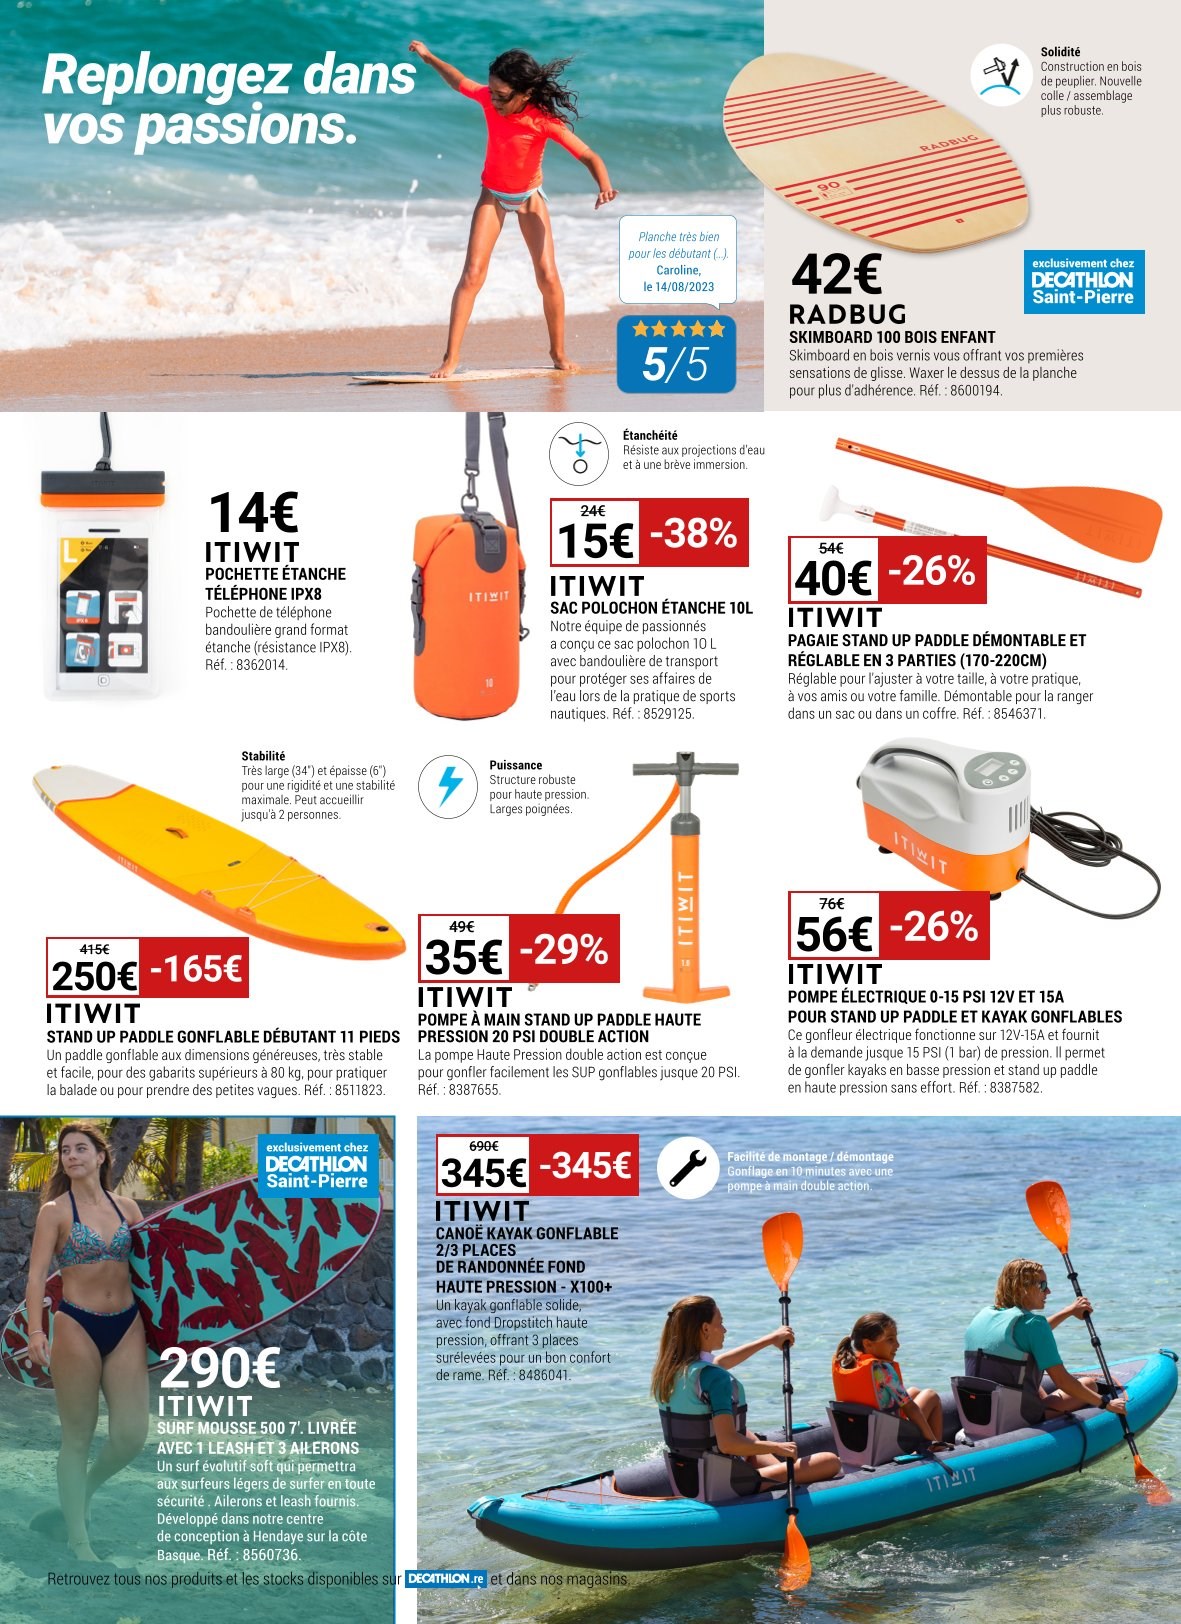 Replongez dans
vos passions.
Planche très bien
pour les débutant (...).
Caroline,
le 14/08/2023
5/5
RADBUG
90
Solidité
Construction en bois
de peuplier. Nouvelle
colle / assemblage
plus robuste.
exclusivement chez
DECATHLON
Saint-Pierre
42€
RADBUG
SKIMBOARD 100 BOIS ENFANT
Skimboard en bois vernis vous offrant vos premières
sensations de glisse. Waxer le dessus de la planche
pour plus d'adhérence. Réf. : 8600194.
L
14€
ITIWIT
POCHETTE ÉTANCHE
TÉLÉPHONE IPX8
Pochette de téléphone
bandoulière grand format
étanche (résistance IPX8).
Réf. : 8362014.
ITIWIT
10
Étanchéité
Résiste aux projections d'eau
et à une brève immersion.
24€
15€ -38%
ITIWIT
SAC POLOCHON ÉTANCHE 10L
Notre équipe de passionnés
a conçu ce sac polochon 10 L
avec bandoulière de transport
pour protéger ses affaires de
l'eau lors de la pratique de sports
nautiques. Réf. : 8529125.
ITIWIT
54€
40€ -26%
ITIWIT
PAGAIE STAND UP PADDLE DÉMONTABLE ET
RÉGLABLE EN 3 PARTIES (170-220CM)
Réglable pour l'ajuster à votre taille, à votre pratique,
à vos amis ou votre famille. Démontable pour la ranger
dans un sac ou dans un coffre. Réf. : 8546371.
Stabilité
Très large (34") et épaisse (6")
pour une rigidité et une stabilité
maximale. Peut accueillir
jusqu'à 2 personnes.
ITIWIT
415€
250€ -165€
ITIWIT
STAND UP PADDLE GONFLABLE DÉBUTANT 11 PIEDS
Un paddle gonflable aux dimensions généreuses, très stable
et facile, pour des gabarits supérieurs à 80 kg, pour pratiquer
la balade ou pour prendre des petites vagues. Réf. : 8511823.
Puissance
Structure robuste
pour haute pression.
Larges poignées.
ITIWIT
49€
35€ -29%
ITIWIT
POMPE À MAIN STAND UP PADDLE HAUTE
PRESSION 20 PSI DOUBLE ACTION
La pompe Haute Pression double action est conçue
pour gonfler facilement les SUP gonflables jusque 20 PSI.
Réf. : 8387655.
ITIWIT
76€
56€ -26%
ITIWIT
POMPE ÉLECTRIQUE 0-15 PSI 12V ET 15A
POUR STAND UP PADDLE ET KAYAK GONFLABLES
Ce gonfleur électrique fonctionne sur 12V-15A et fournit
à la demande jusque 15 PSI (1 bar) de pression. Il permet
de gonfler kayaks en basse pression et stand up paddle
en haute pression sans effort. Réf. : 8387582.
exclusivement chez
DECATHLON
Saint-Pierre
290€
ITIWIT
SURF MOUSSE 500 7'. LIVRÉE
AVEC 1 LEASH ET 3 AILERONS
Un surf évolutif soft qui permettra
aux surfeurs légers de surfer en toute
sécurité . Ailerons et leash fournis.
Développé dans notre centre
de conception à Hendaye sur la côte
Basque. Réf. : 8560736.
690€
345€ -345€
ITIWIT
CANOË KAYAK GONFLABLE
2/3 PLACES
DE RANDONNÉE FOND
HAUTE PRESSION - X100+
Un kayak gonflable solide,
avec fond Dropstitch haute
pression, offrant 3 places
surélevées pour un bon confort
de rame. Réf. : 8486041.
Facilité de montage / démontage
Gonflage en 10 minutes avec une
pompe à main double action.
ITIWIT
Retrouvez tous nos produits et les stocks disponibles sur DECATHLON.re et dans nos magasins.